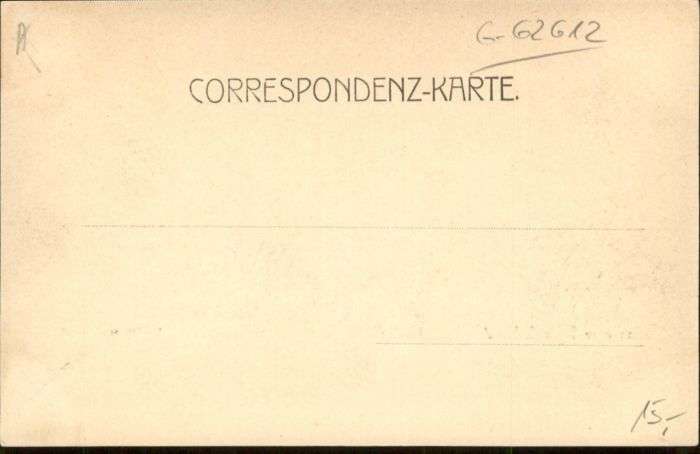 G-62612
CORRESPONDENZ-KARTE.
15,-